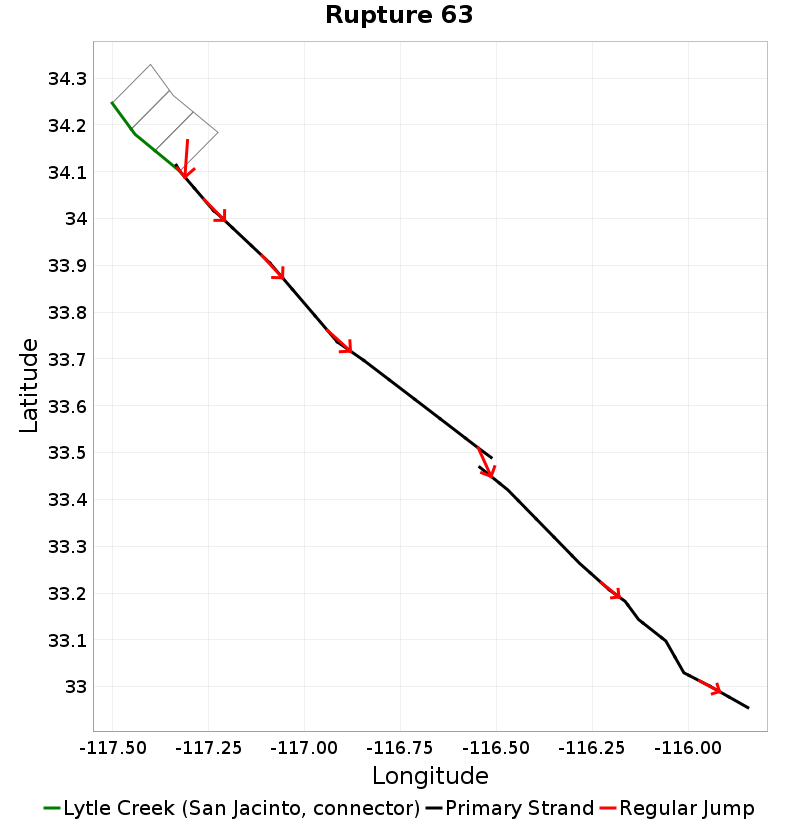 Rupture 63
34.3
34.2
34.1
34
33.9
33.8
33.7
33.6
33.5
33.4
33.3
33.2
33.1
33
Latitude
-117.50 -117.25 -117.00 -116.75 -116.50 -116.25 -116.00
Longitude
Lytle Creek (San Jacinto, connector) Primary Strand Regular Jump